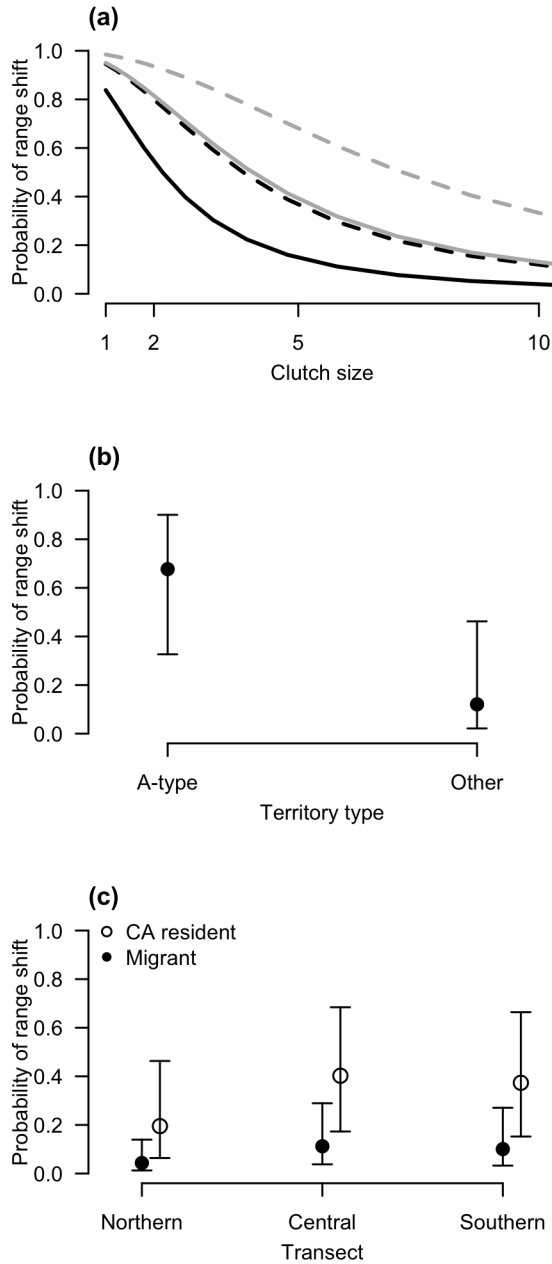 (a)
Probability of range shift
1.0
0.8
0.6
0.4
0.2
0.0
1 2 5 10
Clutch size
(b)
Probability of range shift
1.0
0.8
0.6
0.4
0.2
0.0
A-type Other
Territory type
(c)
CA resident
Migrant
Probability of range shift
1.0
0.8
0.6
0.4
0.2
0.0
Northern Central Southern
Transect